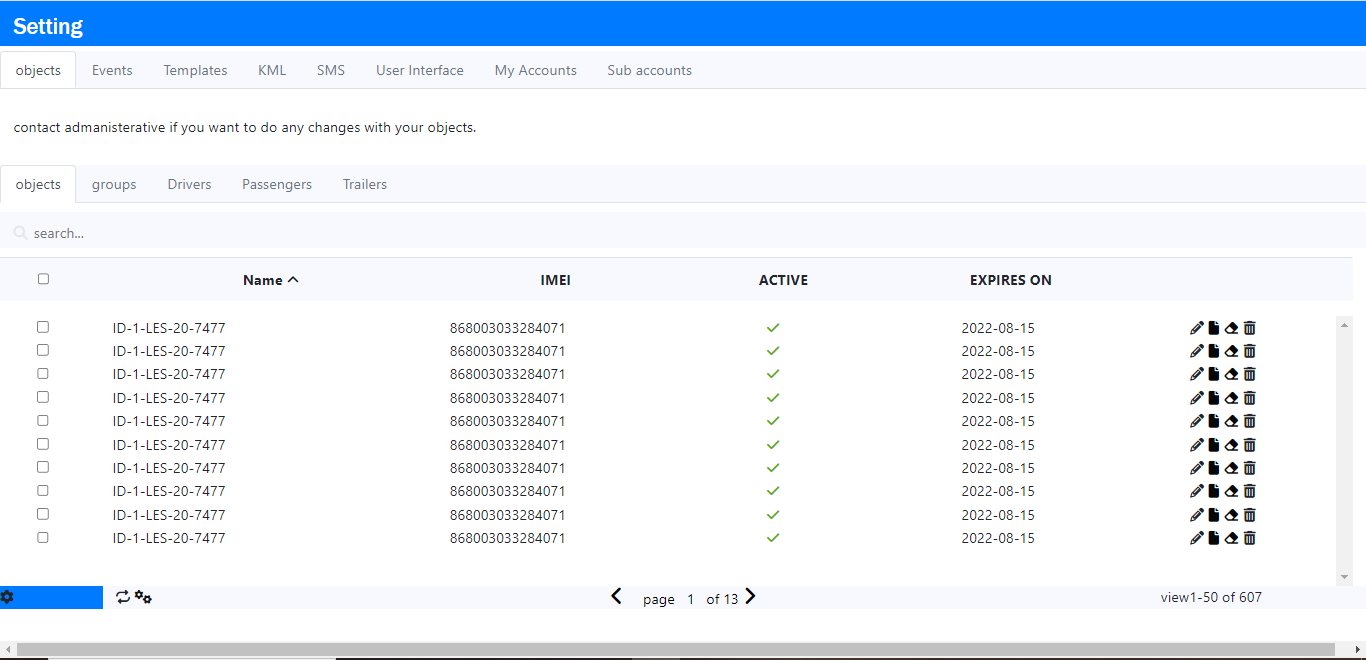 Setting
objects Events Templates KML SMS User Interface My Accounts Sub accounts
contact admanisterative if you want to do any changes with your objects.
objects groups Drivers Passengers Trailers
search...
Name IMEI ACTIVE EXPIRES ON
ID-1-LES-20-7477 868003033284071 2022-08-15
ID-1-LES-20-7477 868003033284071 2022-08-15
ID-1-LES-20-7477 868003033284071 2022-08-15
ID-1-LES-20-7477 868003033284071 2022-08-15
ID-1-LES-20-7477 868003033284071 2022-08-15
ID-1-LES-20-7477 868003033284071 2022-08-15
ID-1-LES-20-7477 868003033284071 2022-08-15
ID-1-LES-20-7477 868003033284071 2022-08-15
ID-1-LES-20-7477 868003033284071 2022-08-15
ID-1-LES-20-7477 868003033284071 2022-08-15
page 1 of 13 view1-50 of 607